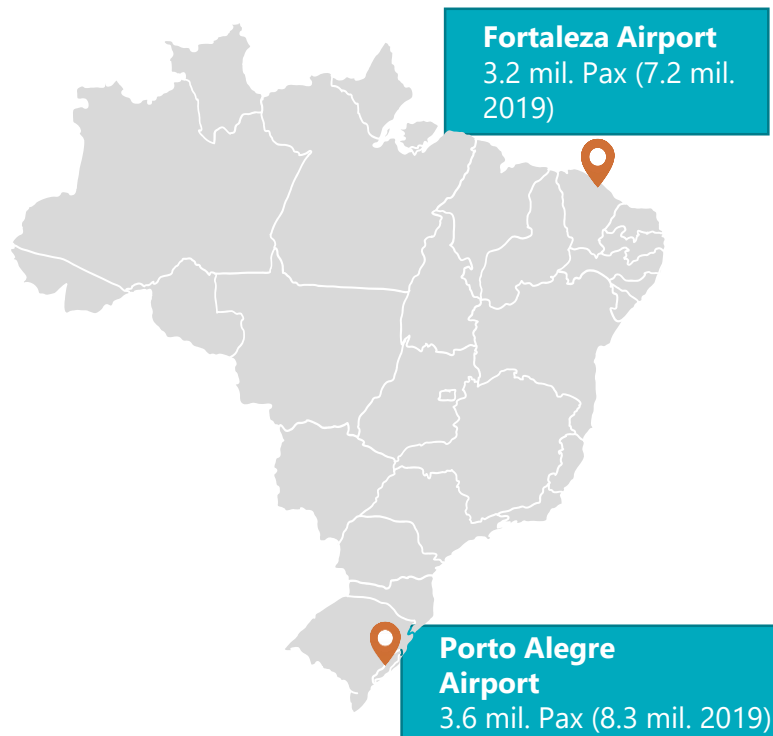 Fortaleza Airport
3.2 mil. Pax (7.2 mil.
2019)
Porto Alegre
Airport
3.6 mil. Pax (8.3 mil. 2019)